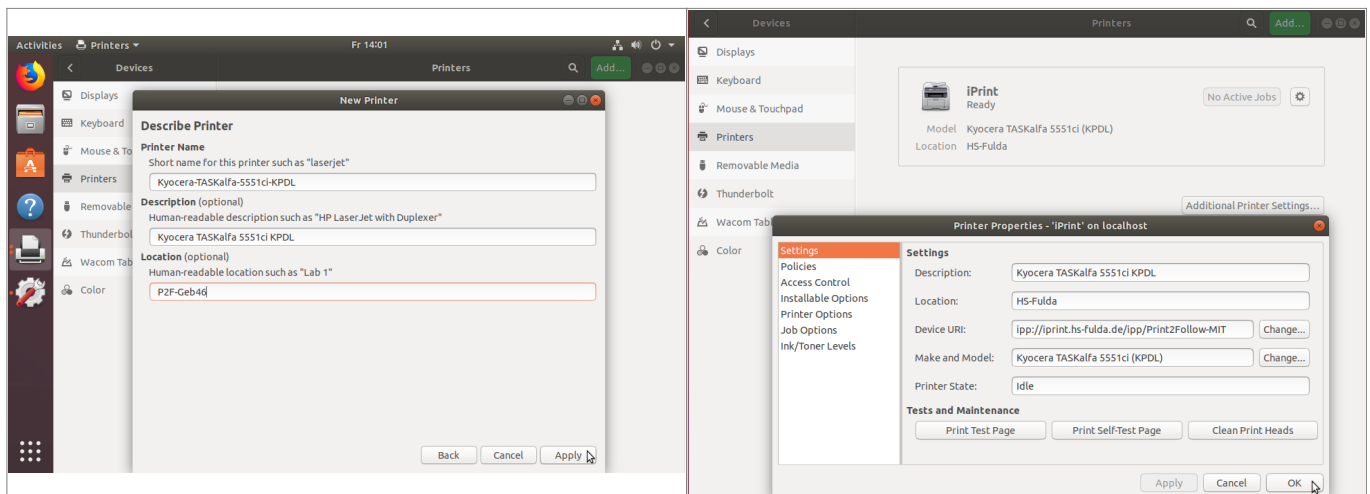 Activities Printers Fr 14:01
Devices Printers Add...
Displays
Keyboard
Mouse & To
Printers
Removable
Thunderbol
Wacom Tab
Color
New Printer
Describe Printer
Printer Name
Short name for this printer such as "laserjet"
Kyocera-TASKalfa-5551ci-KPDL
Description (optional)
Human-readable description such as "HP LaserJet with Duplexer"
Kyocera TASKalfa 5551ci KPDL
Location (optional)
Human-readable location such as "Lab 1"
P2F-Geb46
Back Cancel Apply
Devices Printers Add...
Displays
Keyboard
Mouse & Touchpad
Printers
Removable Media
Thunderbolt
Wacom Tab
Color
iPrint
Ready
No Active Jobs
Model Kyocera TASKalfa 5551ci (KPDL)
Location HS-Fulda
Additional Printer Settings...
Printer Properties - 'iPrint' on localhost
Settings
Policies
Access Control
Installable Options
Printer Options
Job Options
Ink/Toner Levels
Settings
Description: Kyocera TASKalfa 5551ci KPDL
Location: HS-Fulda
Device URI: ipp://iprint.hs-fulda.de/ipp/Print2Follow-MIT Change...
Make and Model: Kyocera TASKalfa 5551ci (KPDL) Change...
Printer State: Idle
Tests and Maintenance
Print Test Page Print Self-Test Page Clean Print Heads
Apply Cancel OK